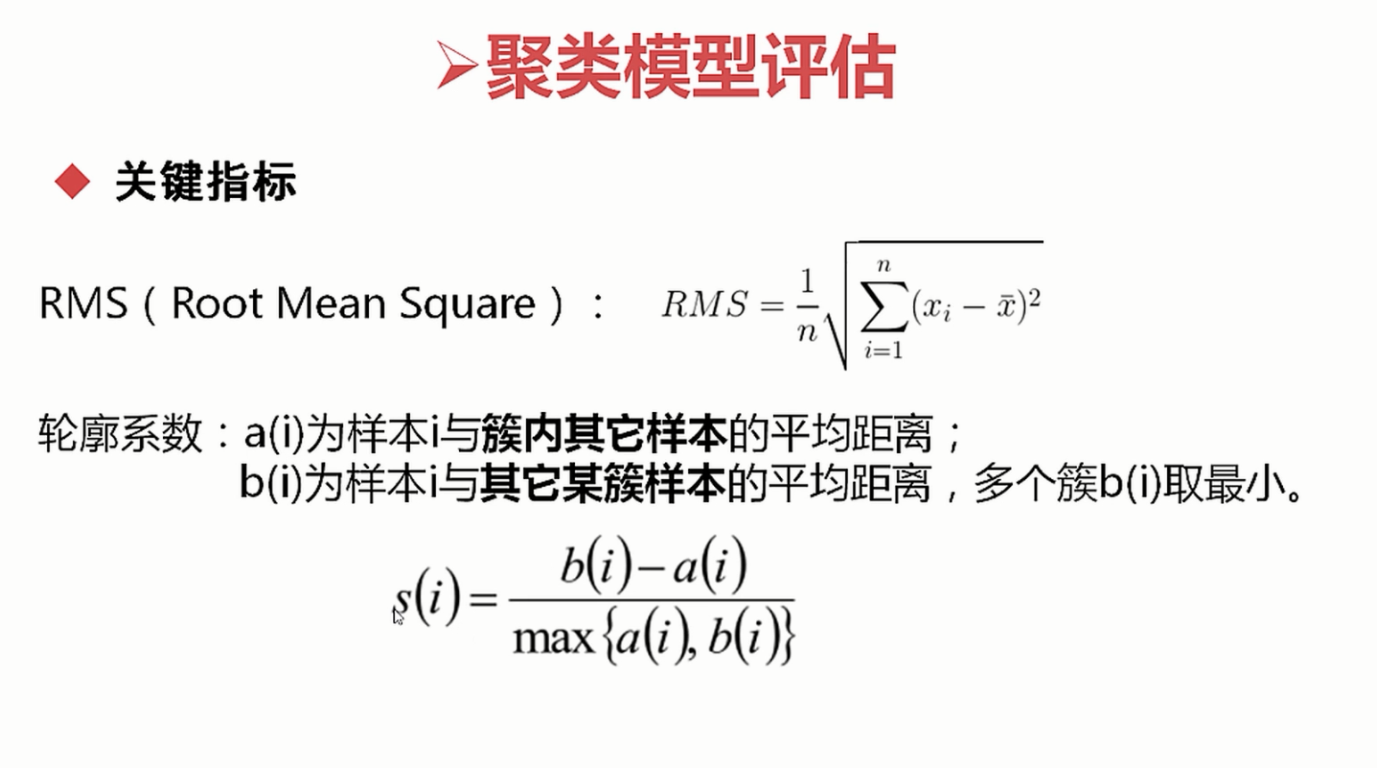 ➢聚类模型评估
◆ 关键指标
RMS（Root Mean Square）： RMS = \frac{1}{n}\sqrt{\sum_{i=1}^{n}(x_i - \bar{x})^2}
轮廓系数：a(i)为样本i与簇内其它样本的平均距离；
b(i)为样本i与其它某簇样本的平均距离，多个簇b(i)取最小。
s(i) = \frac{b(i) - a(i)}{\max\{a(i), b(i)\}}